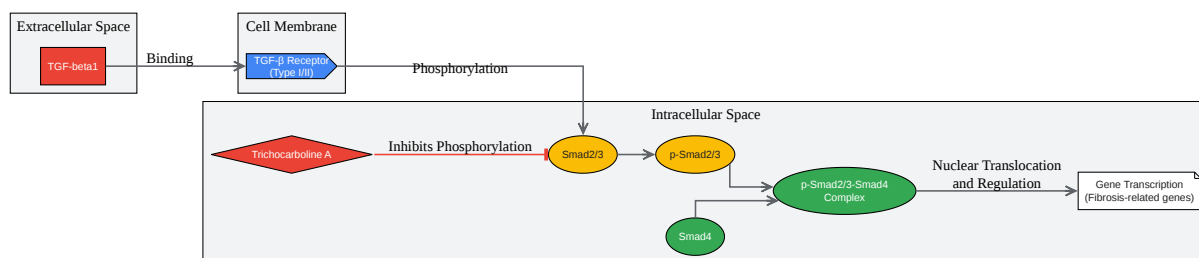 Extracellular Space
TGF-beta1
Binding
Cell Membrane
TGF-β Receptor
(Type I/II)
Phosphorylation
Intracellular Space
Trichocarboline A
Inhibits Phosphorylation
Smad2/3
p-Smad2/3
Smad4
p-Smad2/3-Smad4
Complex
Nuclear Translocation
and Regulation
Gene Transcription
(Fibrosis-related genes)